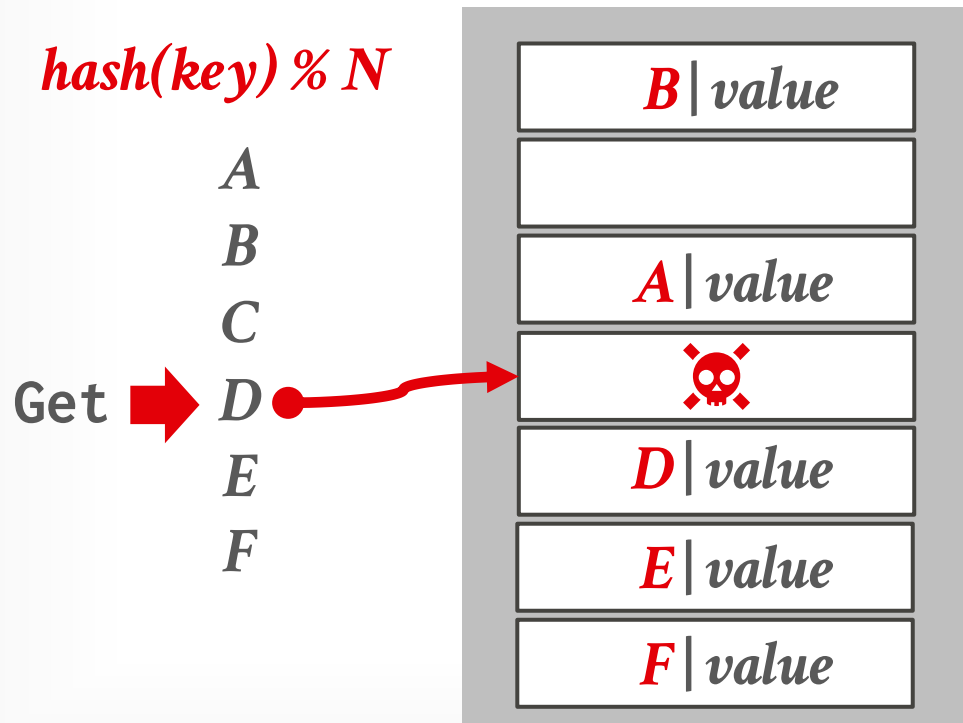 hash(key) % N
A
B
C
Get D
E
F
B|value
A|value
D|value
E|value
F|value